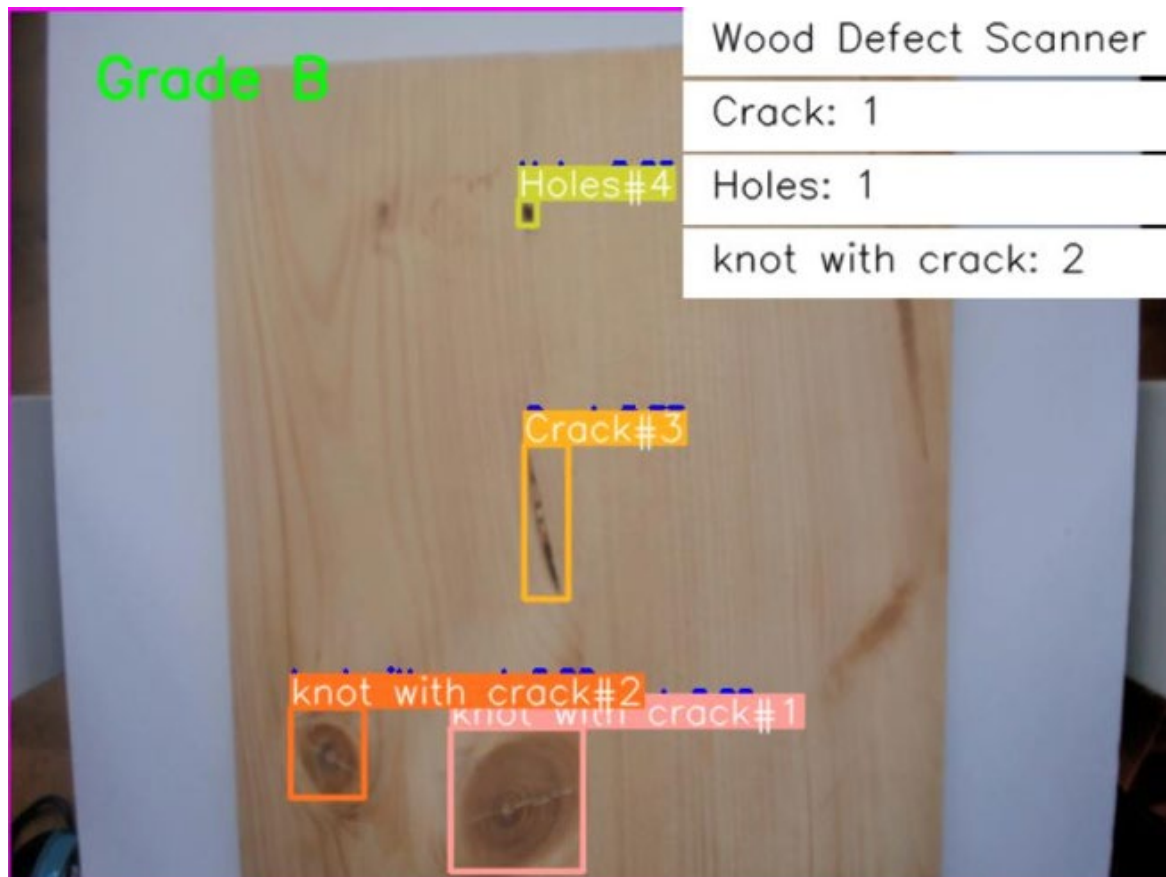 Grade B
Wood Defect Scanner
Crack: 1
Holes: 1
knot with crack: 2
Holes#4
Crack#3
knot with crack#2
knot with crack#1